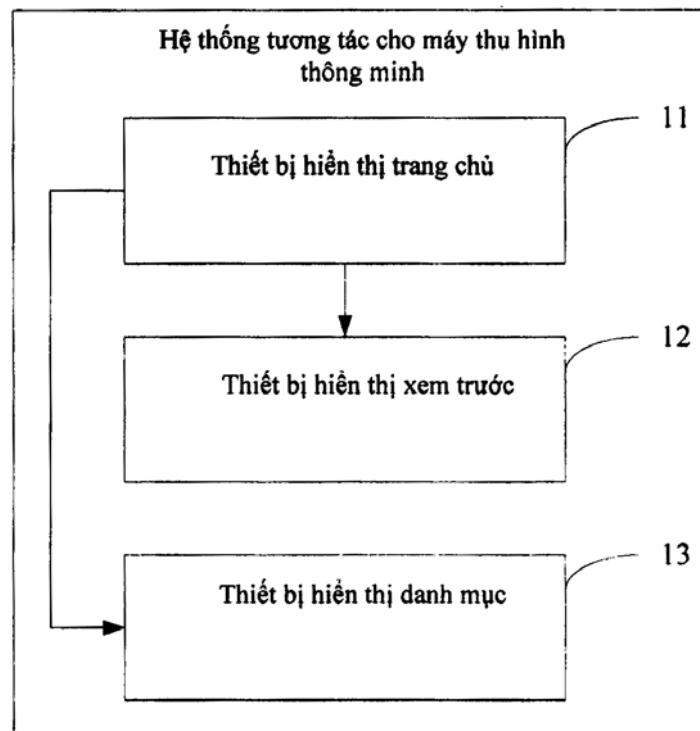 Hệ thống tương tác cho máy thu hình
thông minh
11
Thiết bị hiển thị trang chủ
12
Thiết bị hiển thị xem trước
13
Thiết bị hiển thị danh mục